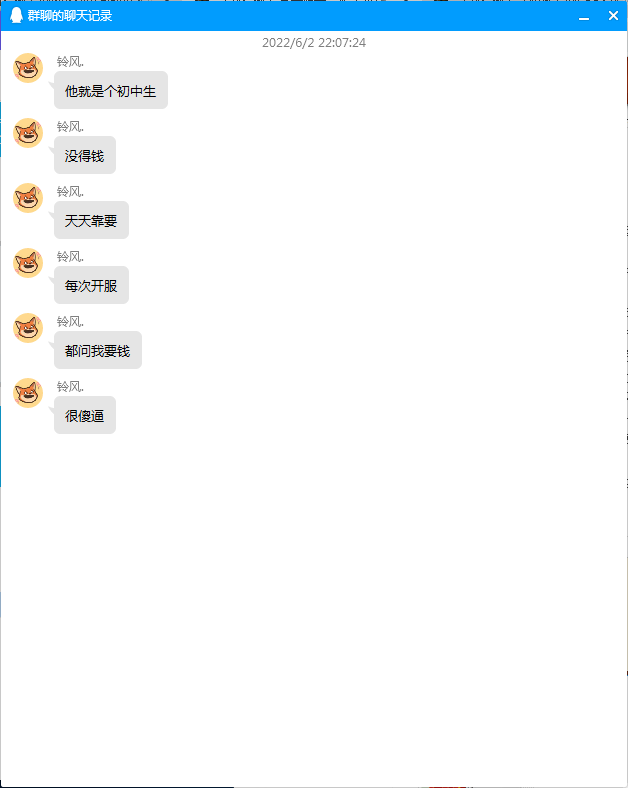 群聊的聊天记录
2022/6/2 22:07:24
铃风.
他就是个初中生
铃风.
没得钱
铃风.
天天靠要
铃风.
每次开服
铃风.
都问我要钱
铃风.
很傻逼